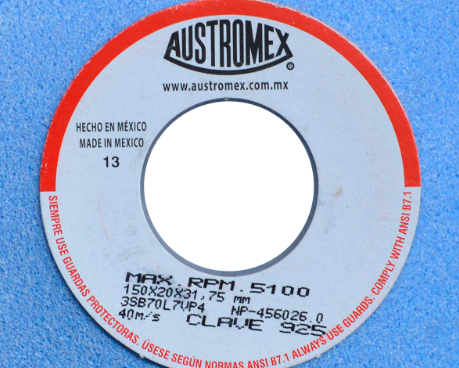 AUSTROMEX
®
www.austromex.com.mx
HECHO EN MÉXICO
MADE IN MEXICO
13
MAX. RPM. 5100
150X20X31,75 MM
3SB70L7VP4 NP-456026.0
40M/s CLAVE 925
SIEMPRE USE GUARDAS PROTECTORAS. ÚSESE SEGÚN NORMAS ANSI B7.1
ALWAYS USE GUARDS. COMPLY WITH ANSI B7.1